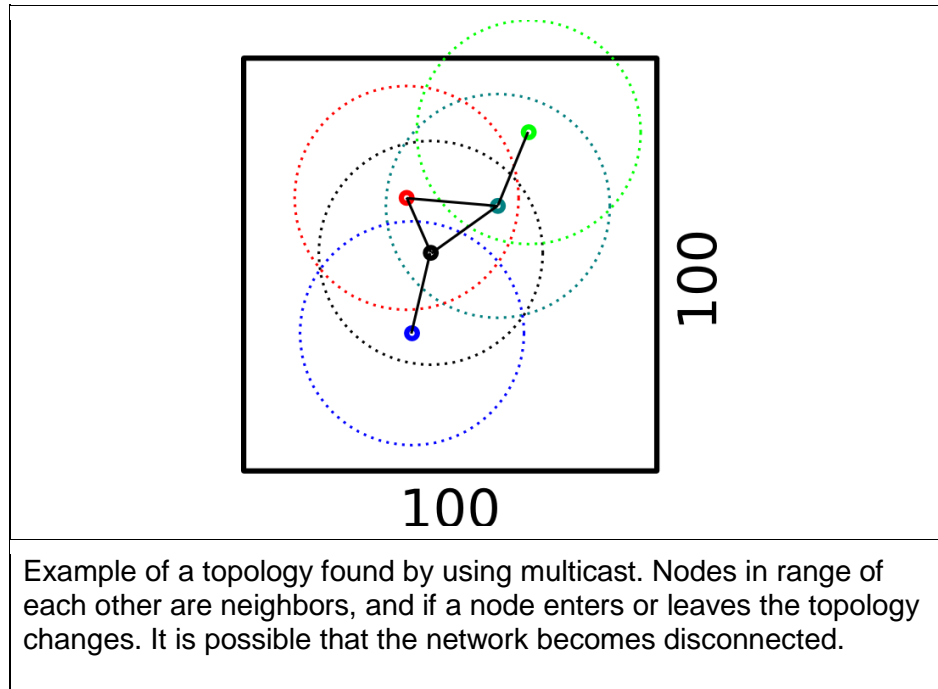 100
100
Example of a topology found by using multicast. Nodes in range of
each other are neighbors, and if a node enters or leaves the topology
changes. It is possible that the network becomes disconnected.